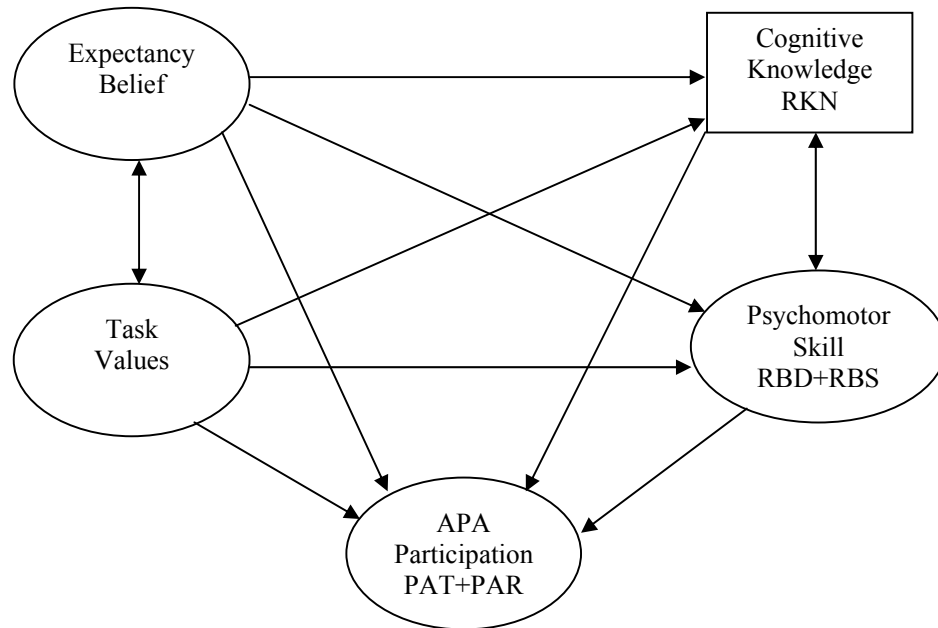 Expectancy
Belief
Cognitive
Knowledge
RKN
Task
Values
Psychomotor
Skill
RBD+RBS
APA
Participation
PAT+PAR